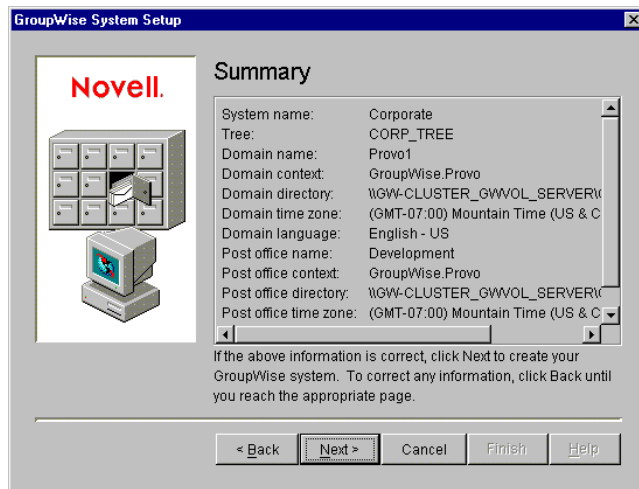 GroupWise System Setup
Novell.
Summary
System name: Corporate
Tree: CORP_TREE
Domain name: Provo1
Domain context: GroupWise.Provo
Domain directory: \\GW-CLUSTER_GWVOL_SERVER\
Domain time zone: (GMT-07:00) Mountain Time (US & C
Domain language: English - US
Post office name: Development
Post office context: GroupWise.Provo
Post office directory: \\GW-CLUSTER_GWVOL_SERVER\
Post office time zone: (GMT-07:00) Mountain Time (US & C
If the above information is correct, click Next to create your
GroupWise system. To correct any information, click Back until
you reach the appropriate page.
< Back Next > Cancel Finish Help